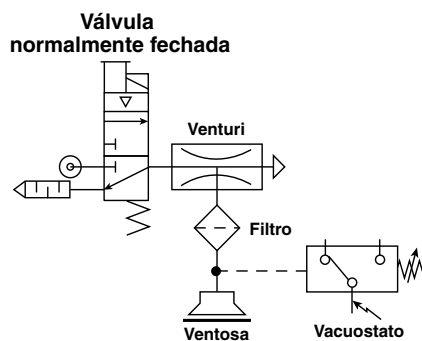 Válvula
normalmente fechada
Venturi
Filtro
Ventosa
Vacuostato